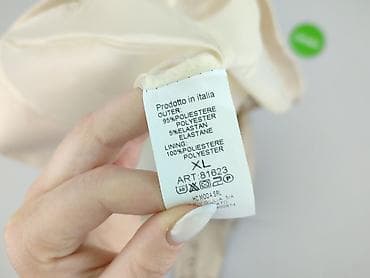 Prodotto in Italia
OUTER:
95%POLIESTERE
POLYESTER
5%ELASTAN
ELASTANE
LINING:
100%POLIESTERE
POLYESTER
XL
ART:81623